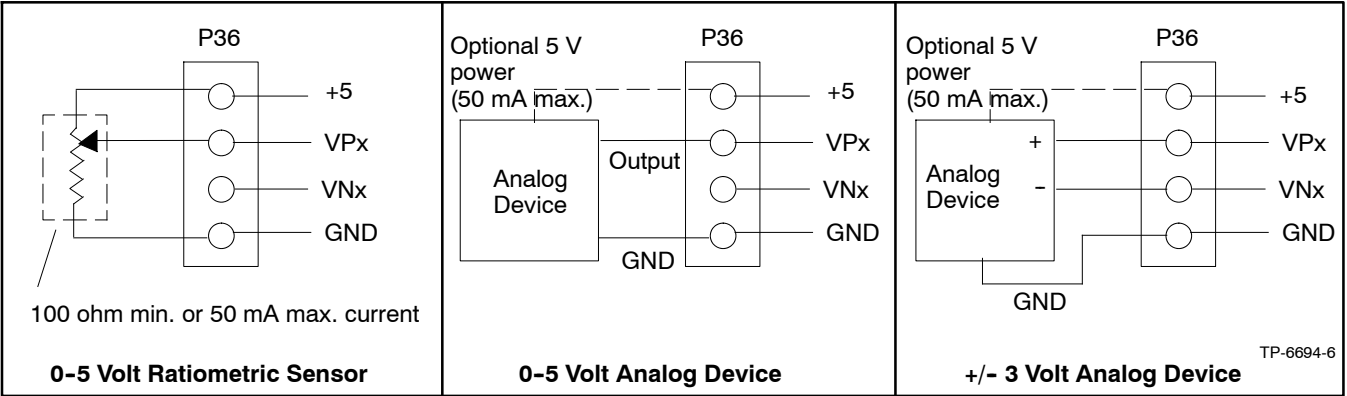 P36
+5
VPx
VNx
GND
100 ohm min. or 50 mA max. current
0-5 Volt Ratiometric Sensor
Optional 5 V
power
(50 mA max.)
P36
+5
Output
VPx
Analog
Device
VNx
GND
GND
0-5 Volt Analog Device
Optional 5 V
power
(50 mA max.)
P36
+5
+
VPx
Analog
Device
-
VNx
GND
GND
TP-6694-6
+/- 3 Volt Analog Device